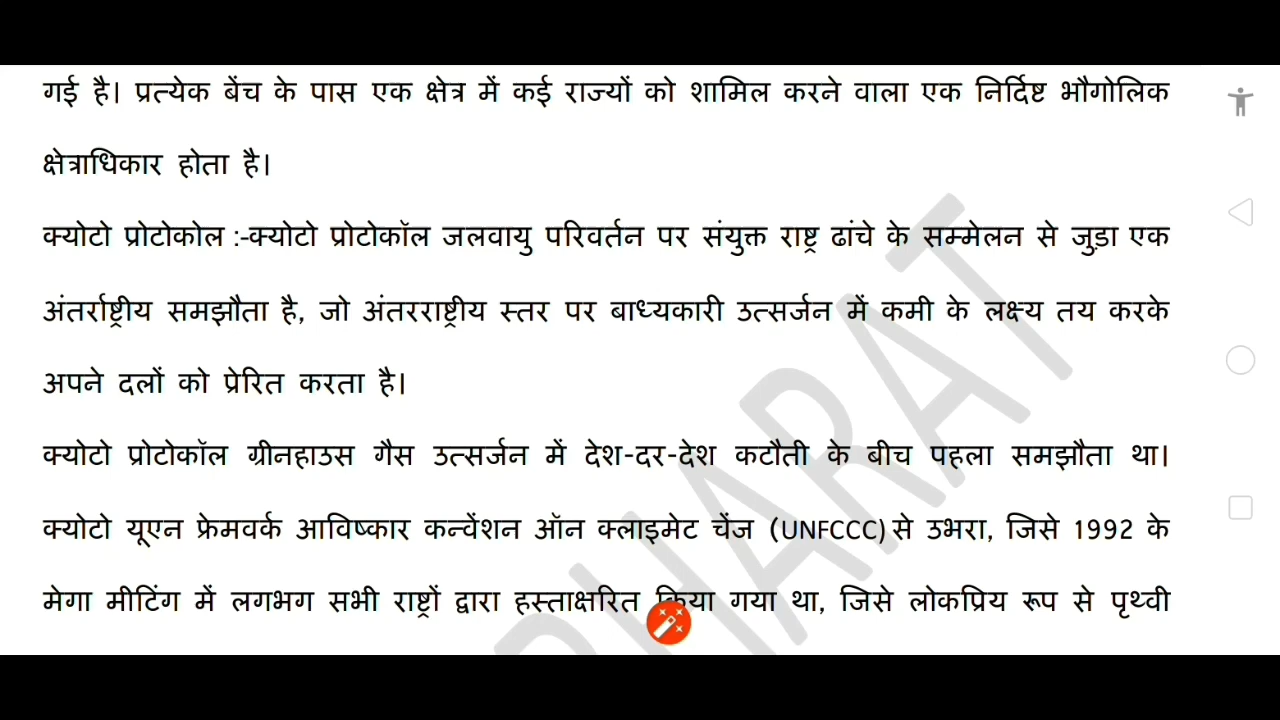 गई है। प्रत्येक बेंच के पास एक क्षेत्र में कई राज्यों को शामिल करने वाला एक निर्दिष्ट भौगोलिक
क्षेत्राधिकार होता है।
क्योटो प्रोटोकोल :-क्योटो प्रोटोकॉल जलवायु परिवर्तन पर संयुक्त राष्ट्र ढांचे के सम्मेलन से जुड़ा एक
अंतर्राष्ट्रीय समझौता है, जो अंतरराष्ट्रीय स्तर पर बाध्यकारी उत्सर्जन में कमी के लक्ष्य तय करके
अपने दलों को प्रेरित करता है।
क्योटो प्रोटोकॉल ग्रीनहाउस गैस उत्सर्जन में देश-दर-देश कटौती के बीच पहला समझौता था।
क्योटो यूएन फ्रेमवर्क आविष्कार कन्वेंशन ऑन क्लाइमेट चेंज (UNFCCC) से उभरा, जिसे 1992 के
मेगा मीटिंग में लगभग सभी राष्ट्रों द्वारा हस्ताक्षरित किया गया था, जिसे लोकप्रिय रूप से पृथ्वी
BHARAT